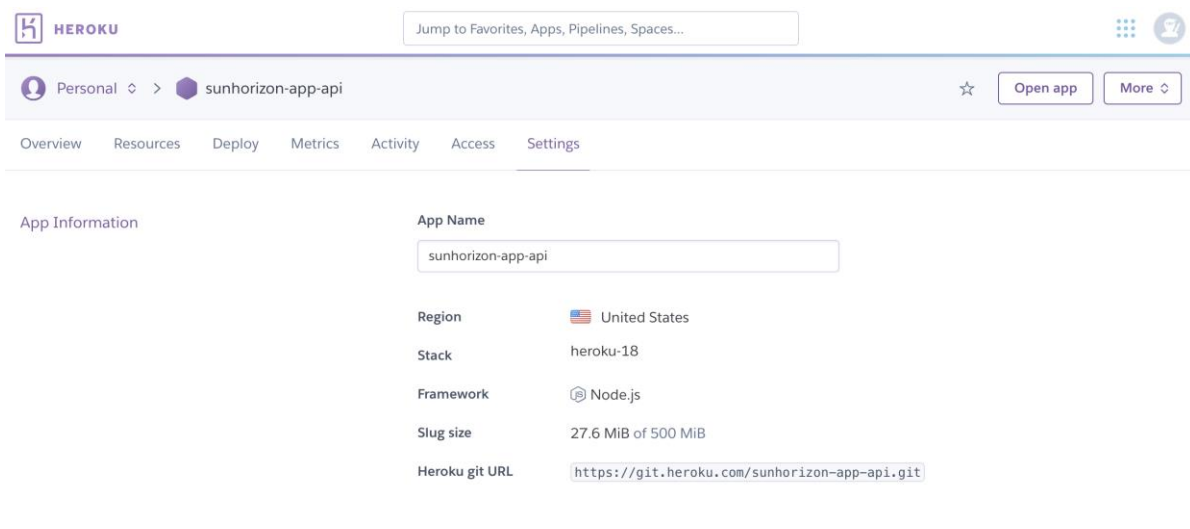 HEROKU
Jump to Favorites, Apps, Pipelines, Spaces...
Personal > sunhorizon-app-api
Open app
More
Overview Resources Deploy Metrics Activity Access Settings
App Information
App Name
sunhorizon-app-api
Region United States
Stack heroku-18
Framework Node.js
Slug size 27.6 MiB of 500 MiB
Heroku git URL https://git.heroku.com/sunhorizon-app-api.git